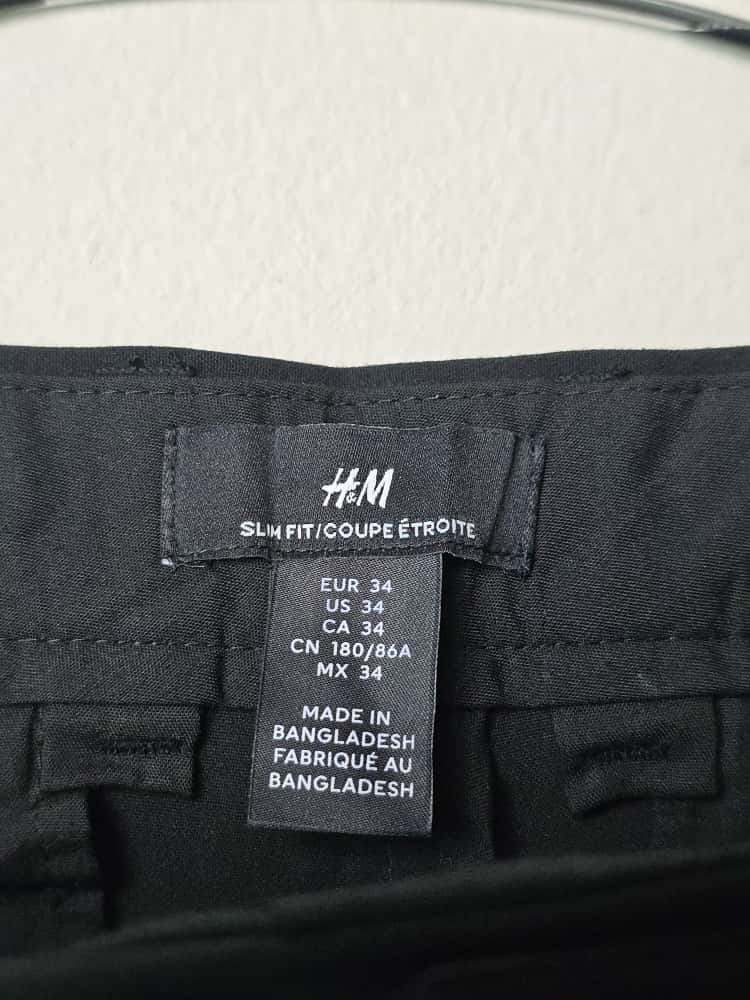 H&M
SLIM FIT/COUPE ÉTROITE
EUR 34
US 34
CA 34
CN 180/86A
MX 34
MADE IN
BANGLADESH
FABRIQUÉ AU
BANGLADESH